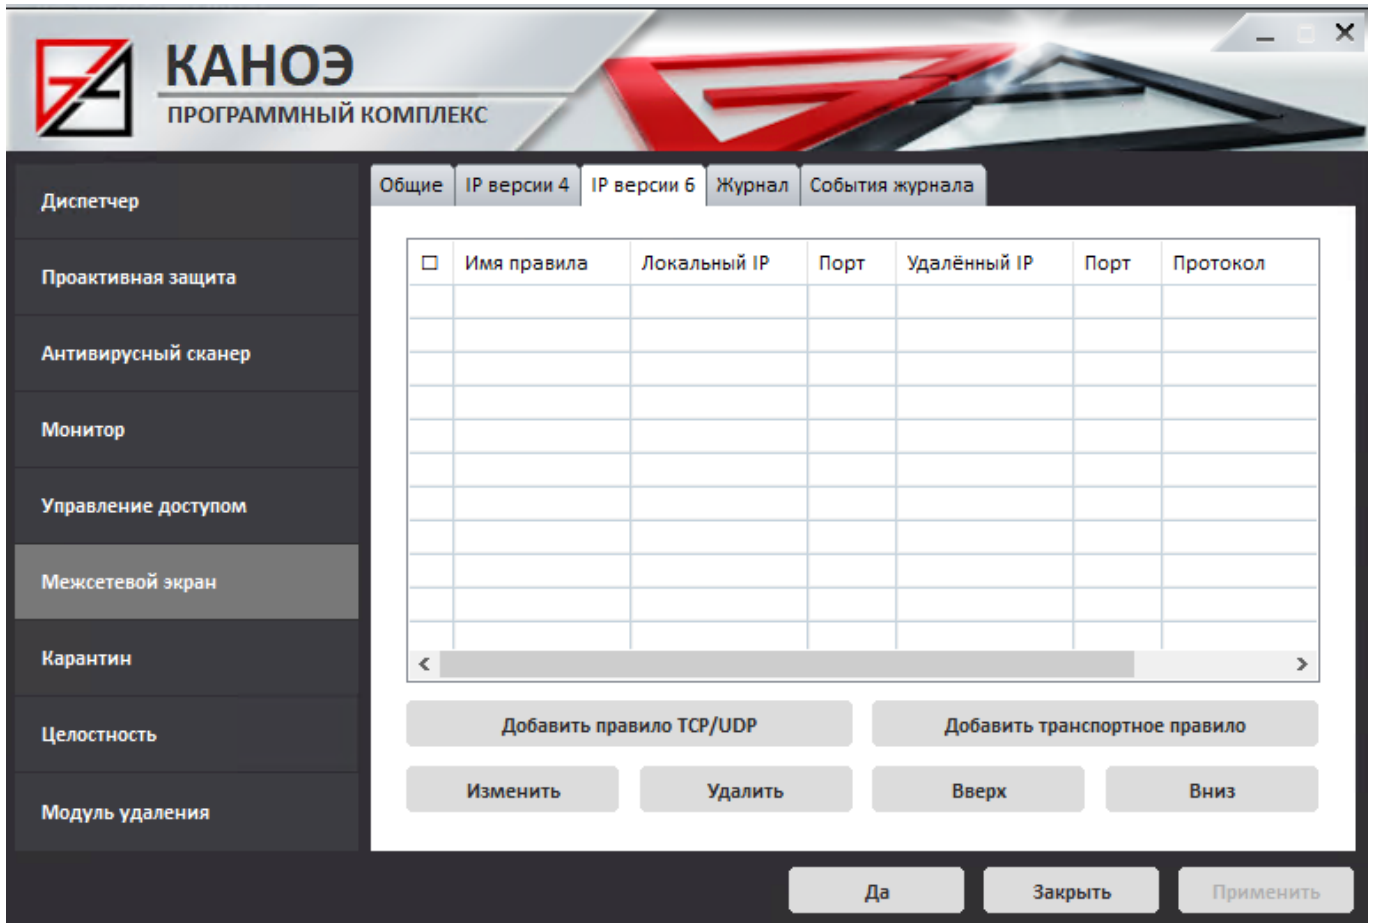 КАНОЭ
ПРОГРАММНЫЙ КОМПЛЕКС
Диспетчер
Проактивная защита
Антивирусный сканер
Монитор
Управление доступом
Межсетевой экран
Карантин
Целостность
Модуль удаления
Общие IP версии 4 IP версии 6 Журнал События журнала
Имя правила Локальный IP Порт Удалённый IP Порт Протокол
Добавить правило TCP/UDP Добавить транспортное правило
Изменить Удалить Вверх Вниз
Да Закрыть Применить